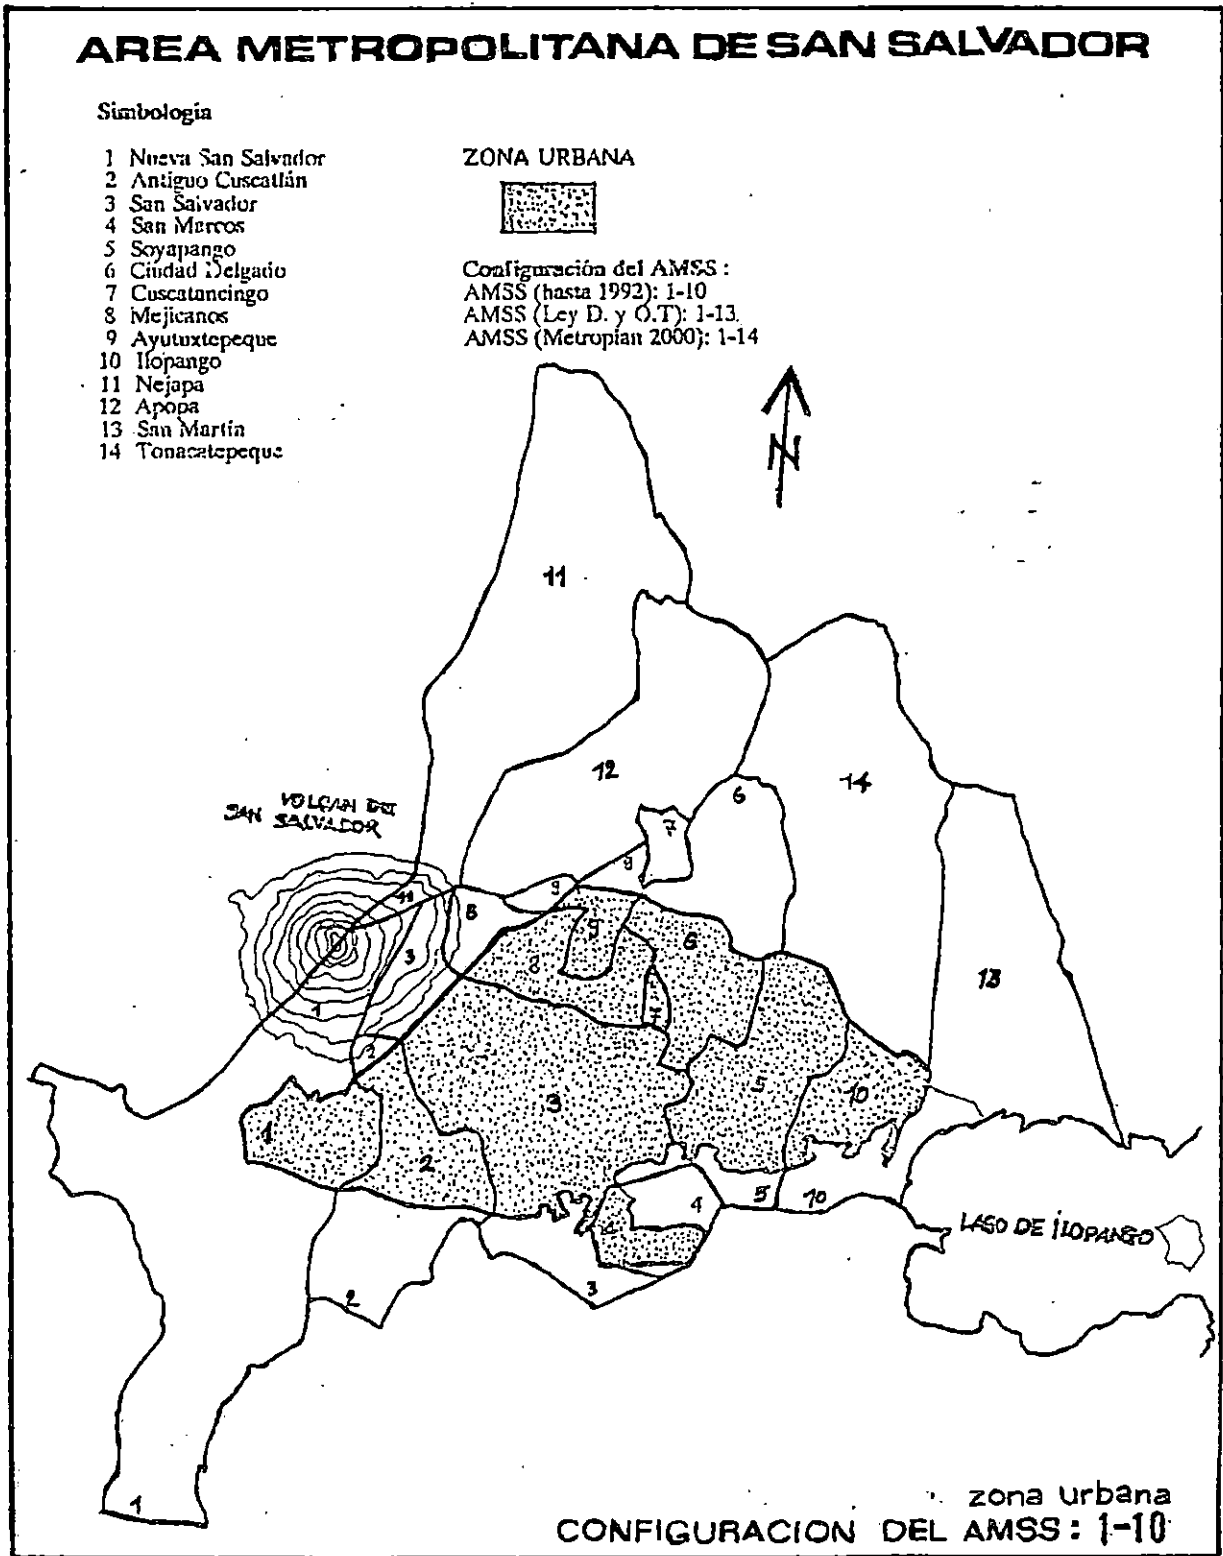 AREA METROPOLITANA DE SAN SALVADOR
Simbología
1 Nueva San Salvador
2 Antiguo Cuscatlán
3 San Salvador
4 San Marcos
5 Soyapango
6 Ciudad Delgado
7 Cuscatancingo
8 Mejicanos
9 Ayutuxtepeque
10 Ilopango
11 Nejapa
12 Apopa
13 San Martín
14 Tonacatepeque
ZONA URBANA
Configuración del AMSS :
AMSS (hasta 1992): 1-10
AMSS (Ley D. y O.T): 1-13.
AMSS (Metroplan 2000): 1-14
N
11
12
14
6
7
9
VOLCAN DE
SAN SALVADOR
11
9
8
3
9
6
8
13
1
7
2
3
5
10
1
2
4
5
10
4
LAGO DE ILOPANGO
2
3
1
zona urbana
CONFIGURACION DEL AMSS: 1-10